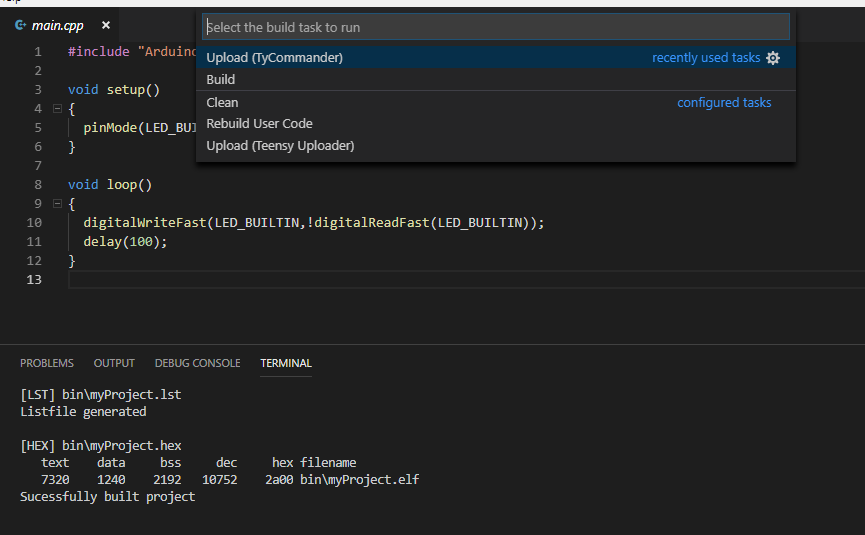 main.cpp ×
Select the build task to run
Upload (TyCommander) recently used tasks
Build
Clean configured tasks
Rebuild User Code
Upload (Teensy Uploader)
1 #include "Arduino
2
3 void setup()
4 {
5 pinMode(LED_BUI
6 }
7
8 void loop()
9 {
10 digitalWriteFast(LED_BUILTIN,!digitalReadFast(LED_BUILTIN));
11 delay(100);
12 }
13
PROBLEMS OUTPUT DEBUG CONSOLE TERMINAL
[LST] bin\myProject.lst
Listfile generated
[HEX] bin\myProject.hex
text data bss dec hex filename
7320 1240 2192 10752 2a00 bin\myProject.elf
Sucessfully built project